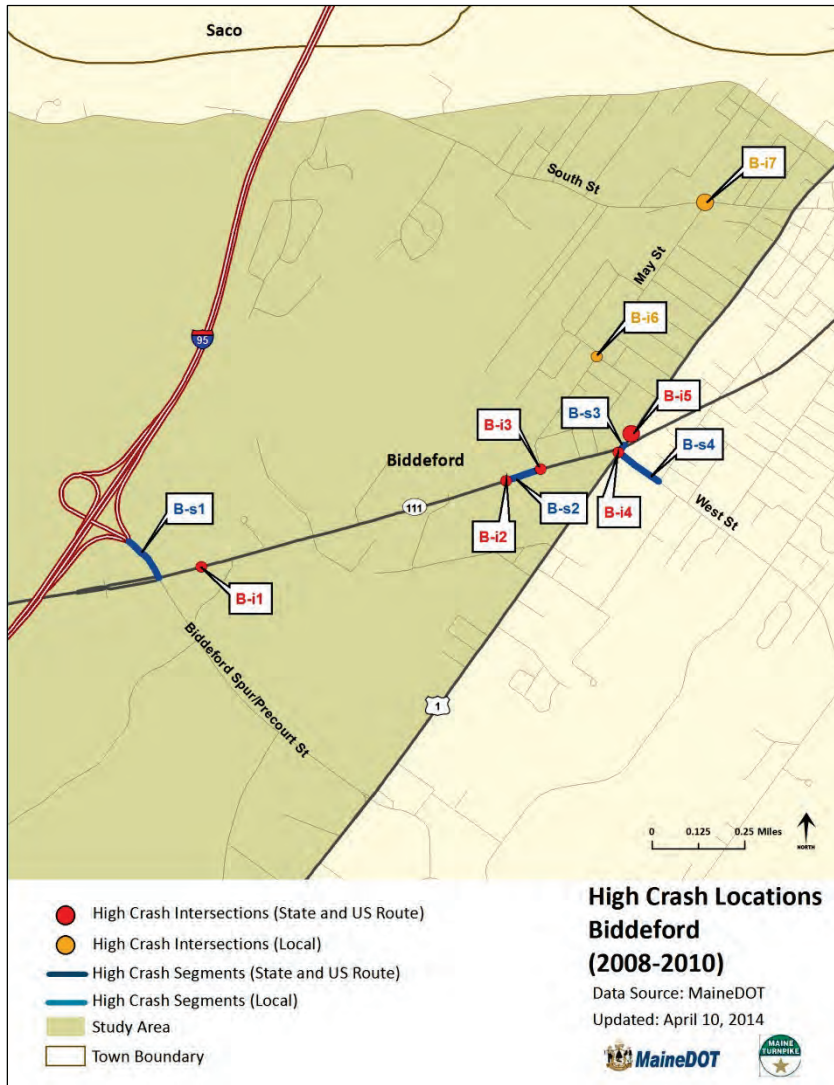 Saco
South St
B-i7
May St
B-i6
95
B-s3
B-i5
B-i3
Biddeford
B-s4
B-s1
111
B-i2
B-s2
B-i4
West St
B-i1
Biddeford Spur/Precourt St
1
0 0.125 0.25 Miles
NORTH
High Crash Intersections (State and US Route)
High Crash Intersections (Local)
High Crash Segments (State and US Route)
High Crash Segments (Local)
Study Area
Town Boundary
High Crash Locations
Biddeford
(2008-2010)
Data Source: MaineDOT
Updated: April 10, 2014
MaineDOT
MAINE
TURNPIKE